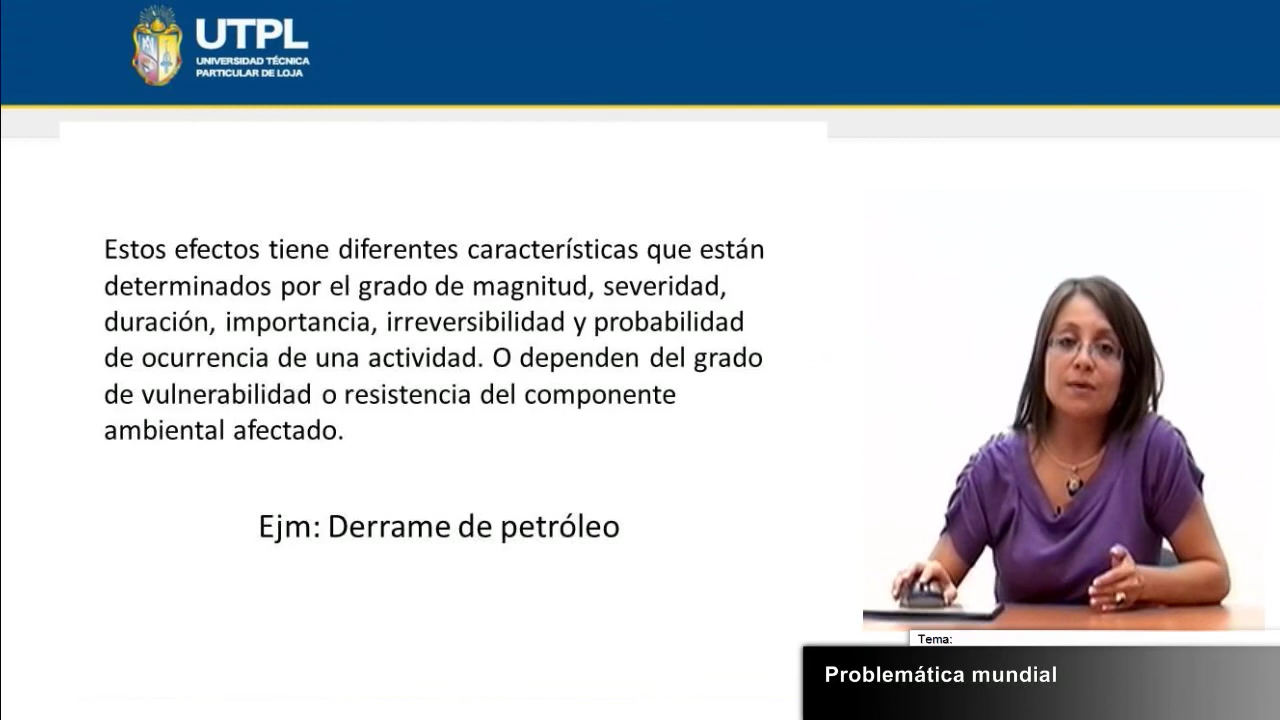 UTPL
UNIVERSIDAD TÉCNICA
PARTICULAR DE LOJA
Estos efectos tiene diferentes características que están
determinados por el grado de magnitud, severidad,
duración, importancia, irreversibilidad y probabilidad
de ocurrencia de una actividad. O dependen del grado
de vulnerabilidad o resistencia del componente
ambiental afectado.
Ejm: Derrame de petróleo
Tema:
Problemática mundial